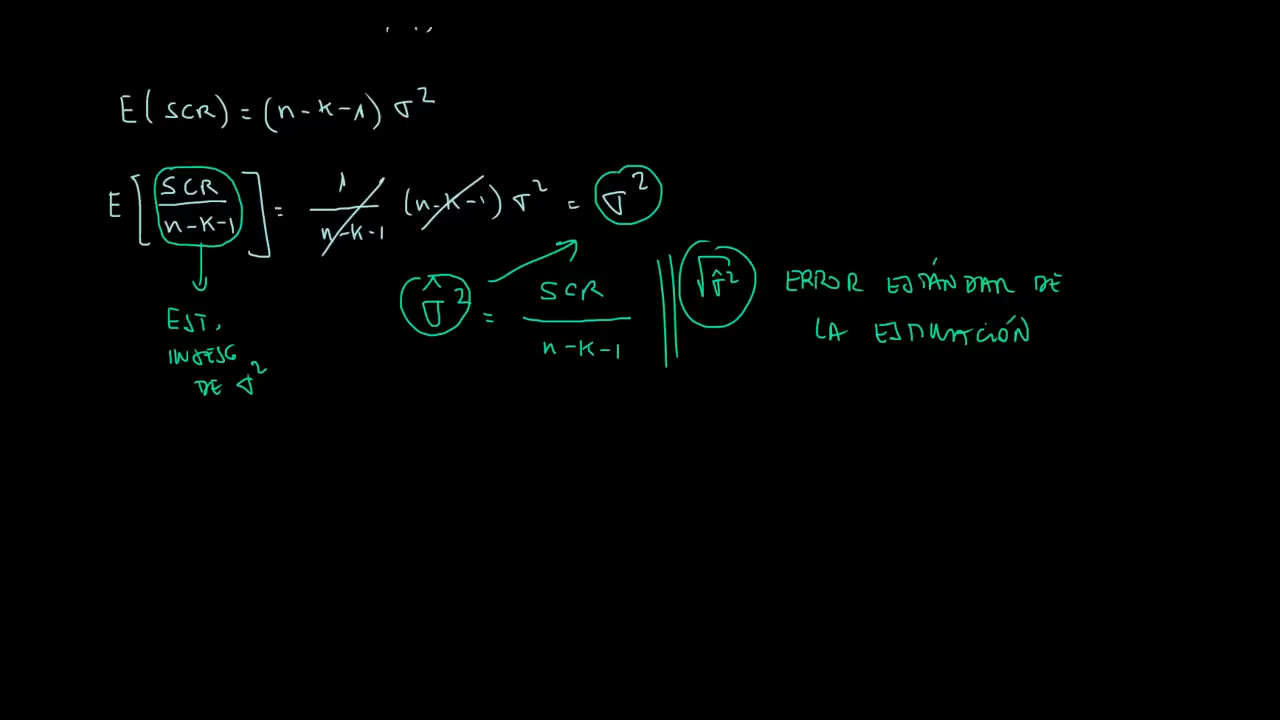 E(SCR) = (n-k-1) σ²
E[SCR/n-k-1] = 1/n-k-1 (n-k-1) σ² = σ²
EST.
INSESG
DE σ²
σ̂² = SCR/n-k-1
√σ̂² ERROR ESTÁNDAR DE
LA ESTIMACIÓN